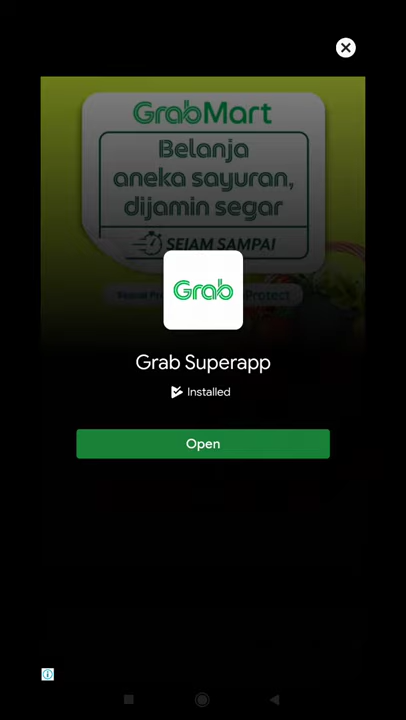 GrabMart
Belanja
aneka sayuran,
dijamin segar
SEJAM SAMPAI
Protect
Grab
Grab Superapp
Installed
Open